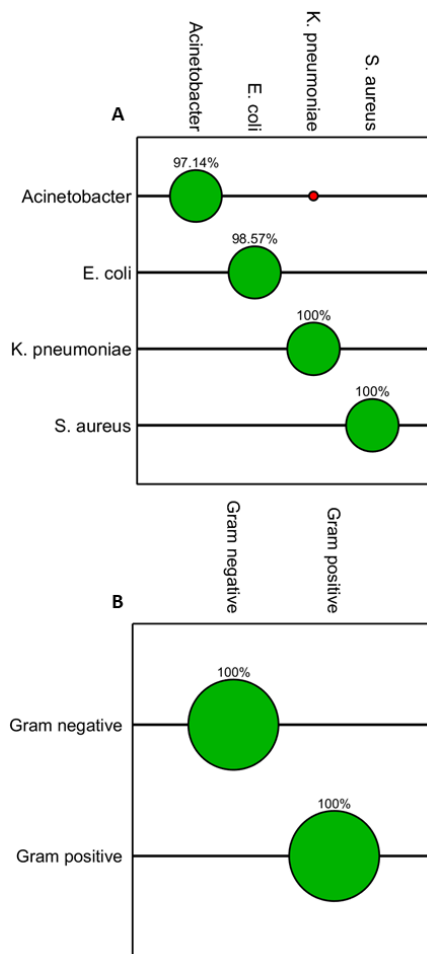 Acinetobacter
E. coli
K. pneumoniae
S. aureus
A
97.14%
Acinetobacter
98.57%
E. coli
100%
K. pneumoniae
100%
S. aureus
Gram negative
Gram positive
B
100%
Gram negative
100%
Gram positive